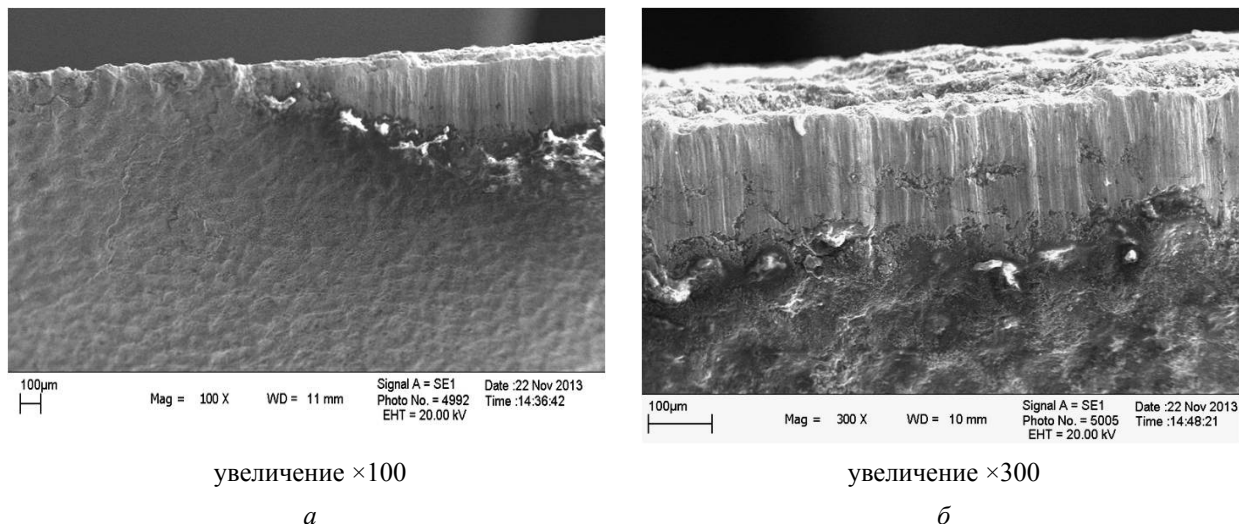 100µm
Mag = 100 X
WD = 11 mm
Signal A = SE1
Photo No. = 4992
EHT = 20.00 kV
Date :22 Nov 2013
Time :14:36:42
100µm
Mag = 300 X
WD = 10 mm
Signal A = SE1
Photo No. = 5005
EHT = 20.00 kV
Date :22 Nov 2013
Time :14:48:21
увеличение ×100
увеличение ×300
а
б